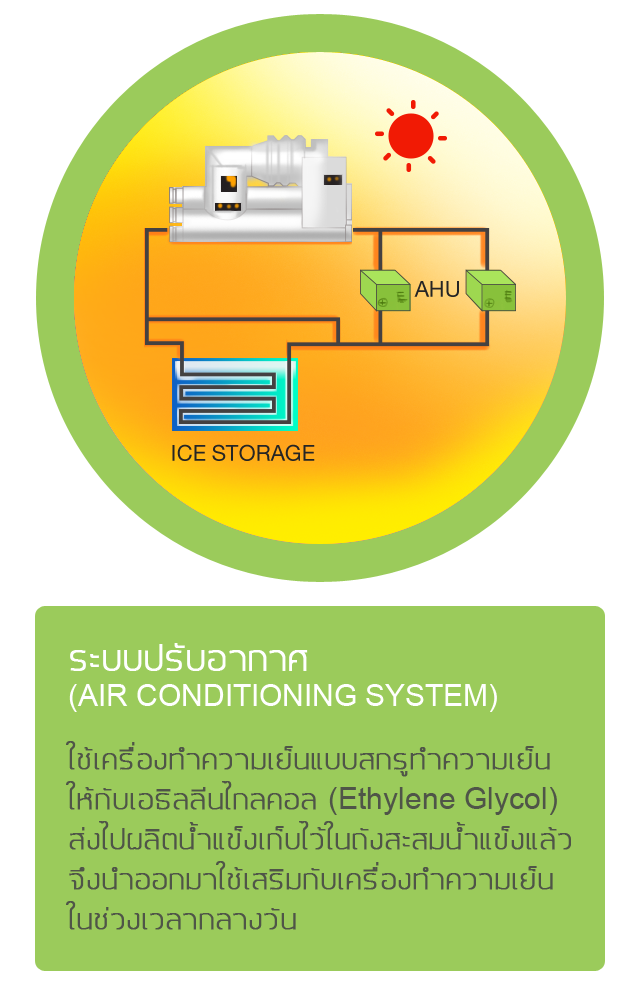 AHU
ICE STORAGE
ระบบปรับอากาศ
(AIR CONDITIONING SYSTEM)
ใช้เครื่องทำความเย็นแบบสกรูทำความเย็น
ให้กับเอธิลลีนไกลคอล (Ethylene Glycol)
ส่งไปผลิตน้ำแข็งเก็บไว้ในถังสะสมน้ำแข็งแล้ว
จึงนำออกมาใช้เสริมกับเครื่องทำความเย็น
ในช่วงเวลากลางวัน